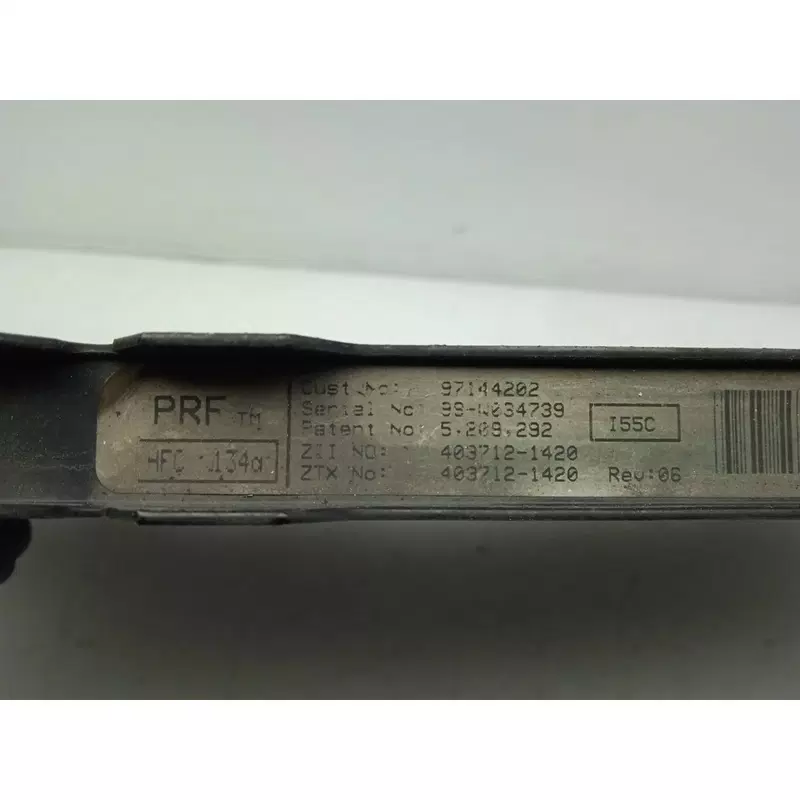 PRF TM
HFC 134a
Cust.No: 97144202
Serial No: 99-W034739
Patent No: 5,209,292
I55C
ZII NO: 403712-1420
ZTX No: 403712-1420 Rev:06